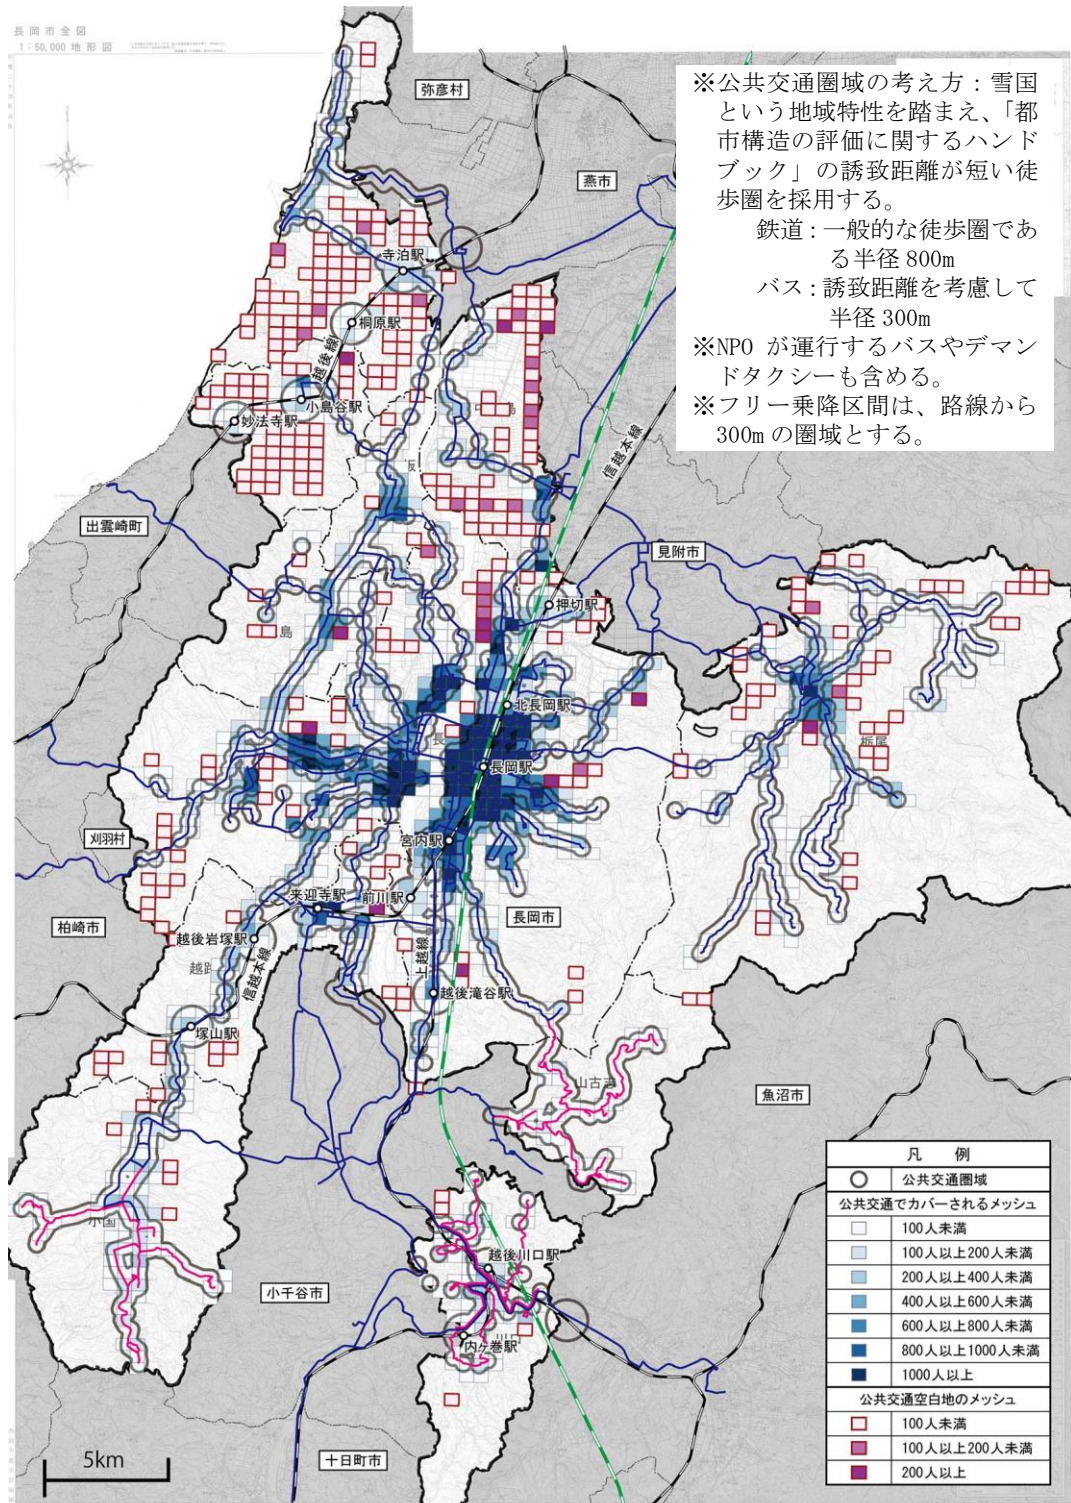 長岡市全図
1:50,000 地形図
※公共交通圏域の考え方：雪国
という地域特性を踏まえ、「都
市構造の評価に関するハンド
ブック」の誘致距離が短い徒
歩圏を採用する。
鉄道：一般的な徒歩圏であ
る半径 800m
バス：誘致距離を考慮して
半径 300m
※NPO が運行するバスやデマン
ドタクシーも含める。
※フリー乗降区間は、路線から
300m の圏域とする。
弥彦村
燕市
寺泊駅
桐原駅
越後線
小島谷駅
妙法寺駅
信越本線
出雲崎町
見附市
押切駅
島
北長岡駅
長
栃尾
長岡駅
刈羽村
宮内駅
来迎寺駅
前川駅
長岡市
柏崎市
越後岩塚駅
上越線
越路
信越本線
越後滝谷駅
塚山駅
山古志
魚沼市
小国
越後川口駅
小千谷市
内ヶ巻駅
十日町市
5km
凡 例
公共交通圏域
公共交通でカバーされるメッシュ
100人未満
100人以上200人未満
200人以上400人未満
400人以上600人未満
600人以上800人未満
800人以上1000人未満
1000人以上
公共交通空白地のメッシュ
100人未満
100人以上200人未満
200人以上